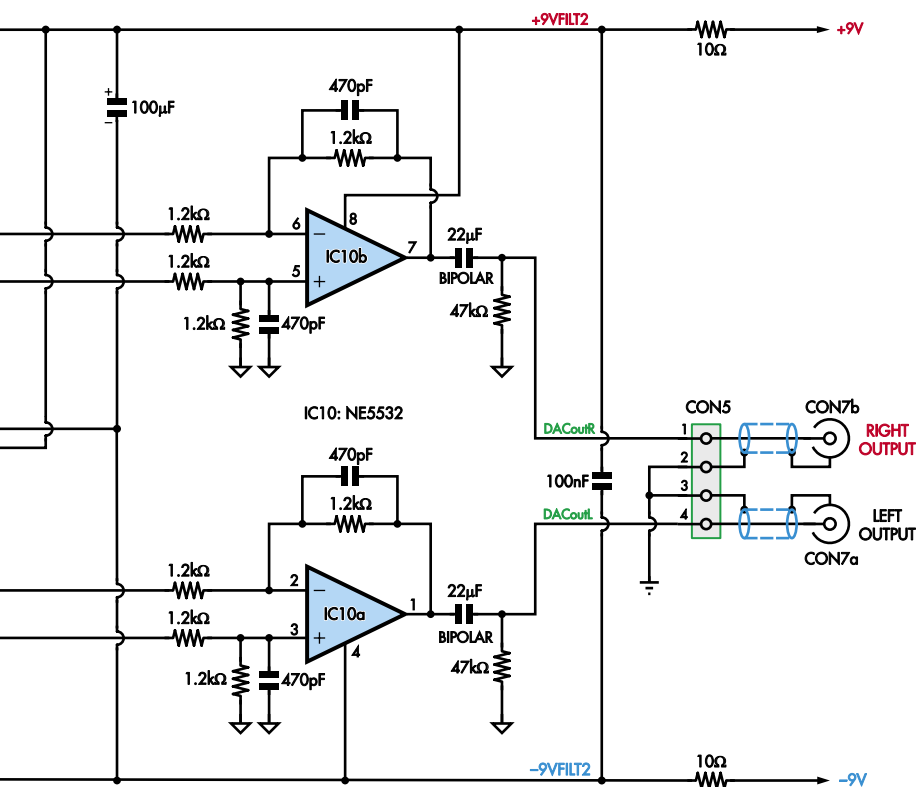 +9VFILT2
+9V
10Ω
470pF
+
100µF
–
1.2kΩ
8
1.2kΩ
6
–
IC10b
7
22µF
BIPOLAR
1.2kΩ
5
+
47kΩ
1.2kΩ
470pF
IC10: NE5532
CON5
CON7b
DACoutR
1
RIGHT
OUTPUT
2
470pF
100nF
3
1.2kΩ
DACoutL
4
LEFT
OUTPUT
CON7a
1.2kΩ
2
–
IC10a
1
22µF
BIPOLAR
1.2kΩ
3
+
4
47kΩ
1.2kΩ
470pF
–9VFILT2
10Ω
–9V